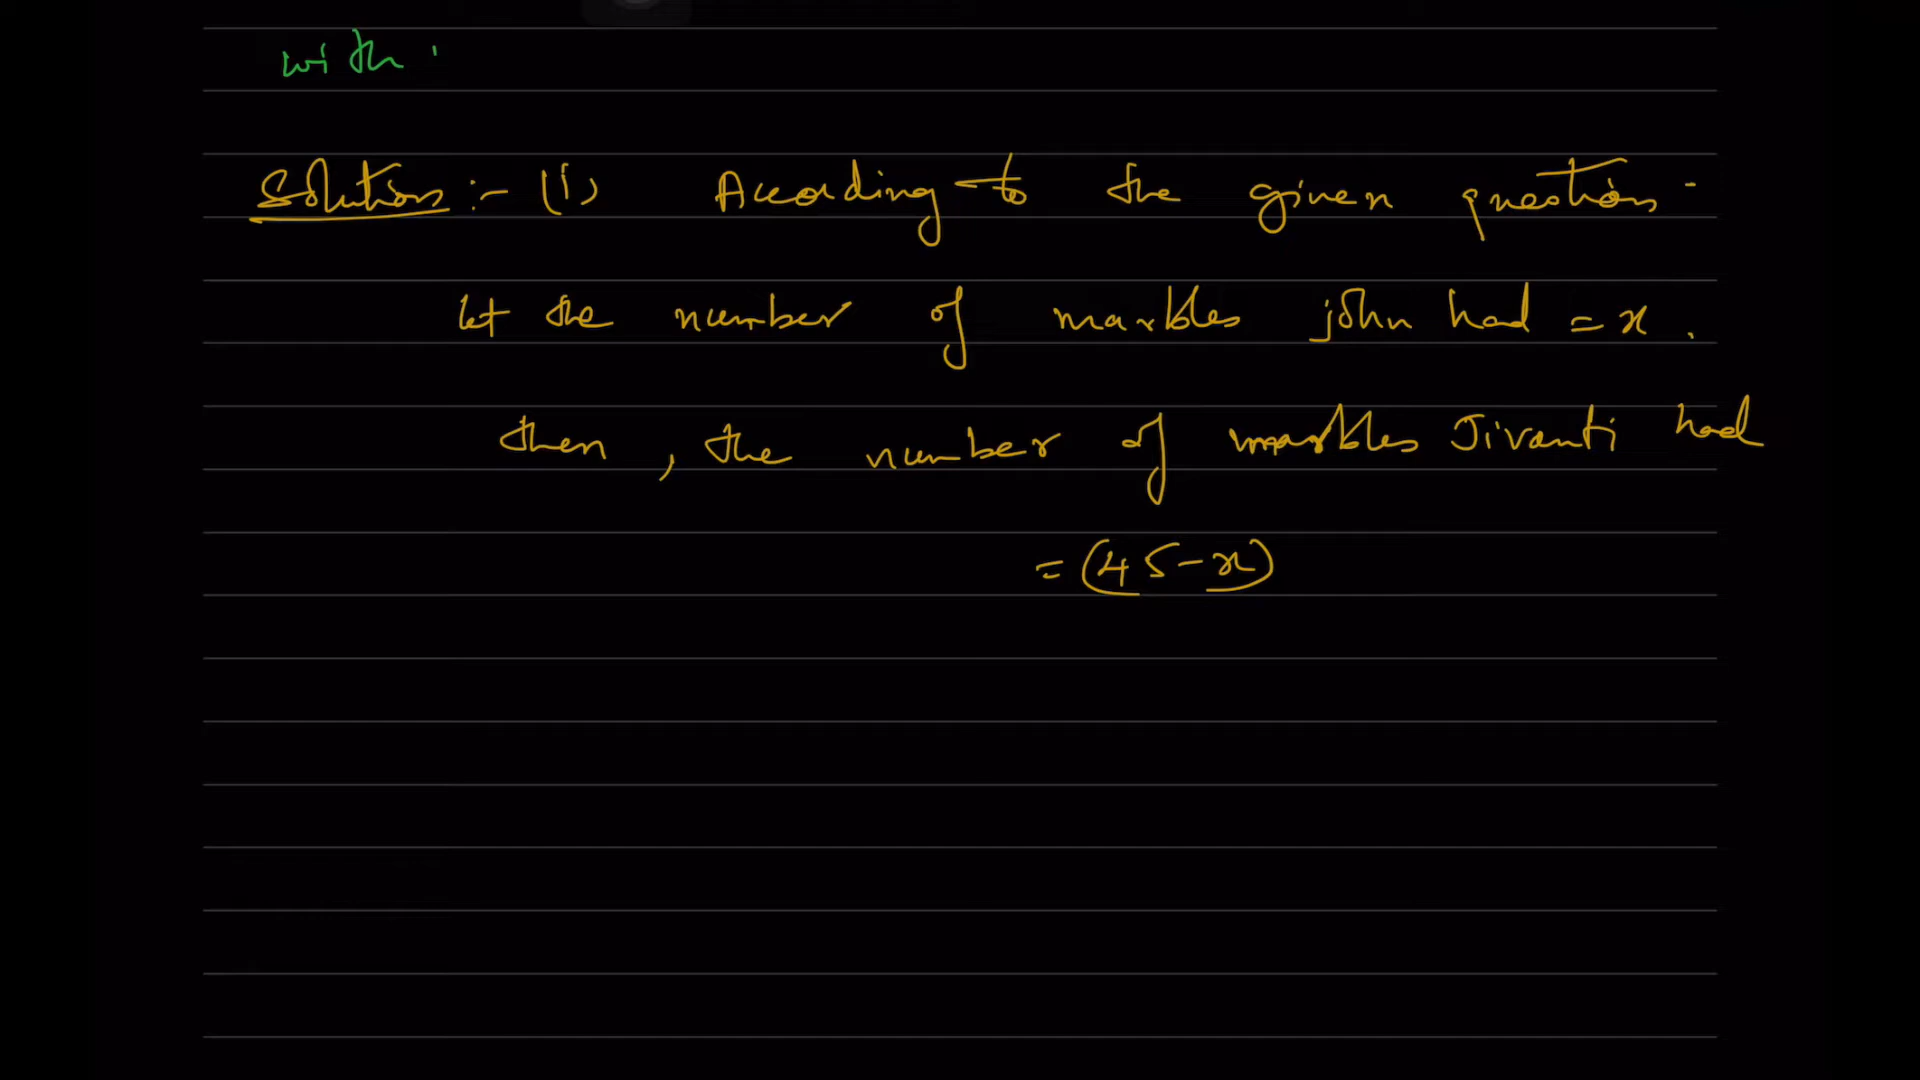 with.
Solution :- (1) According to the given question -
let the number of marbles john had = x.
then, the number of marbles Jivanti had
= (45-x)